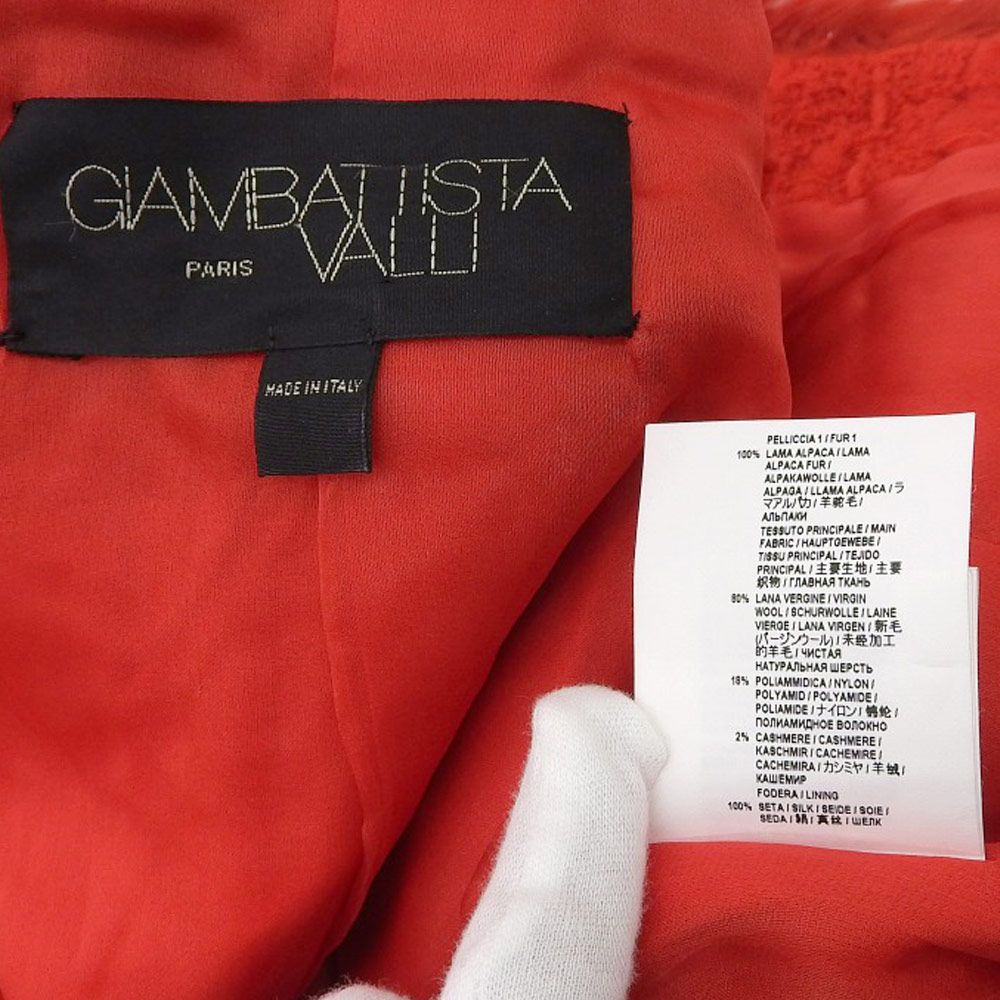 GIAMBATTISTA
VALLI
PARIS
MADE IN ITALY
PELLICCIA 1 / FUR 1
100% LAMA ALPACA / LAMA
ALPACA FUR /
ALPAKAWOLLE / LAMA
ALPAGA / LLAMA ALPACA / ラ
マアルパカ / 羊驼毛 /
АЛЬПАКИ
TESSUTO PRINCIPALE / MAIN
FABRIC / HAUPTGEWEBE /
TISSU PRINCIPAL / TEJIDO
PRINCIPAL / 主要生地 / 主要
织物 / ГЛАВНАЯ ТКАНЬ
80% LANA VERGINE / VIRGIN
WOOL / SCHURWOLLE / LAINE
VIERGE / LANA VIRGEN / 新毛
(バージンウール) / 未经加工
的羊毛 / ЧИСТАЯ
НАТУРАЛЬНАЯ ШЕРСТЬ
18% POLIAMMIDICA / NYLON /
POLYAMID / POLYAMIDE /
POLIAMIDE / ナイロン / 锦纶 /
ПОЛИАМИДНОЕ ВОЛОКНО
2% CASHMERE / CASHMERE /
KASCHMIR / CACHEMIRE /
CACHEMIRA / カシミヤ / 羊绒 /
КАШЕМИР
FODERA / LINING
100% SETA / SILK / SEIDE / SOIE /
SEDA / 絹 / 真丝 / ШЕЛК